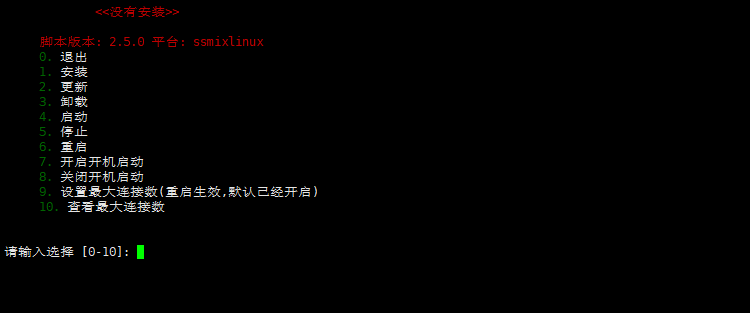 <<没有安装>>
脚本版本: 2.5.0 平台: ssmixlinux
0. 退出
1. 安装
2. 更新
3. 卸载
4. 启动
5. 停止
6. 重启
7. 开启开机启动
8. 关闭开机启动
9. 设置最大连接数(重启生效,默认已经开启)
10. 查看最大连接数
请输入选择 [0-10]: